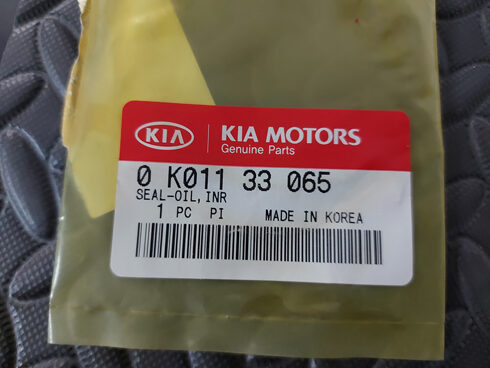 KIA
KIA MOTORS
Genuine Parts
0 K011 33 065
SEAL-OIL, INR
1 PC PI MADE IN KOREA